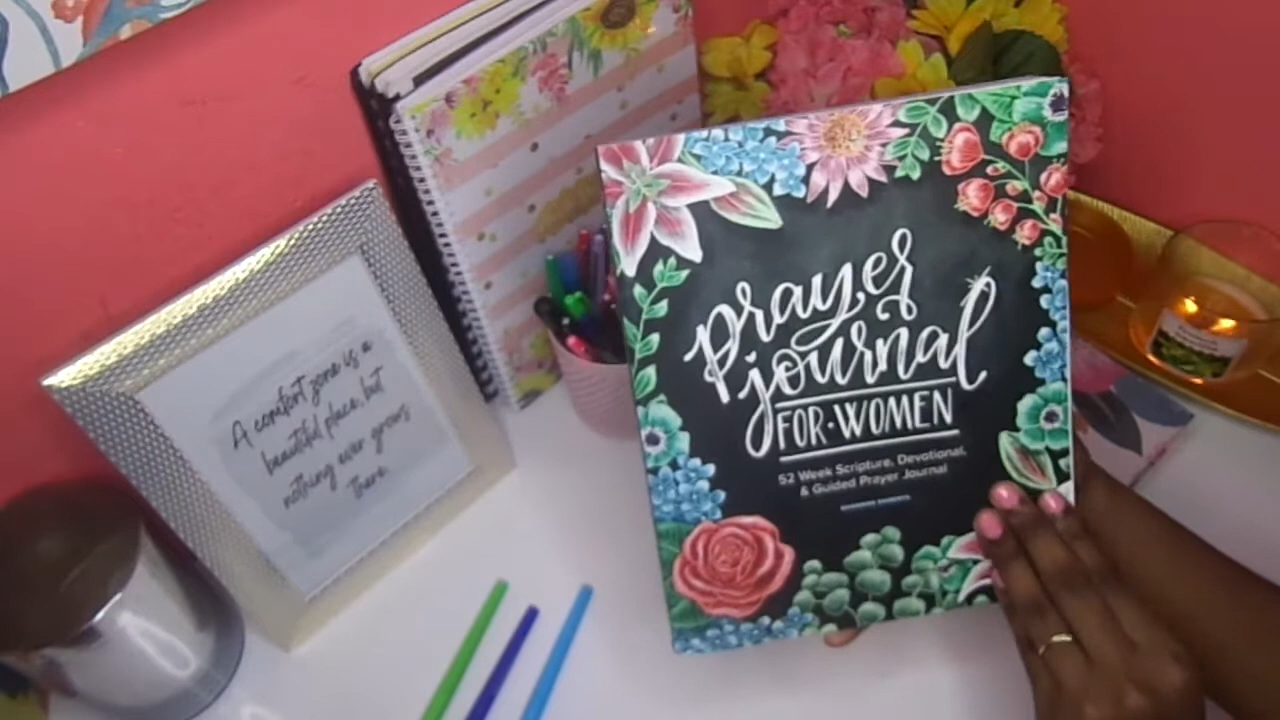 A comfort zone is a
beautiful place, but
nothing ever grows
there.
prayer
journal
FOR·WOMEN
52 Week Scripture, Devotional,
& Guided Prayer Journal